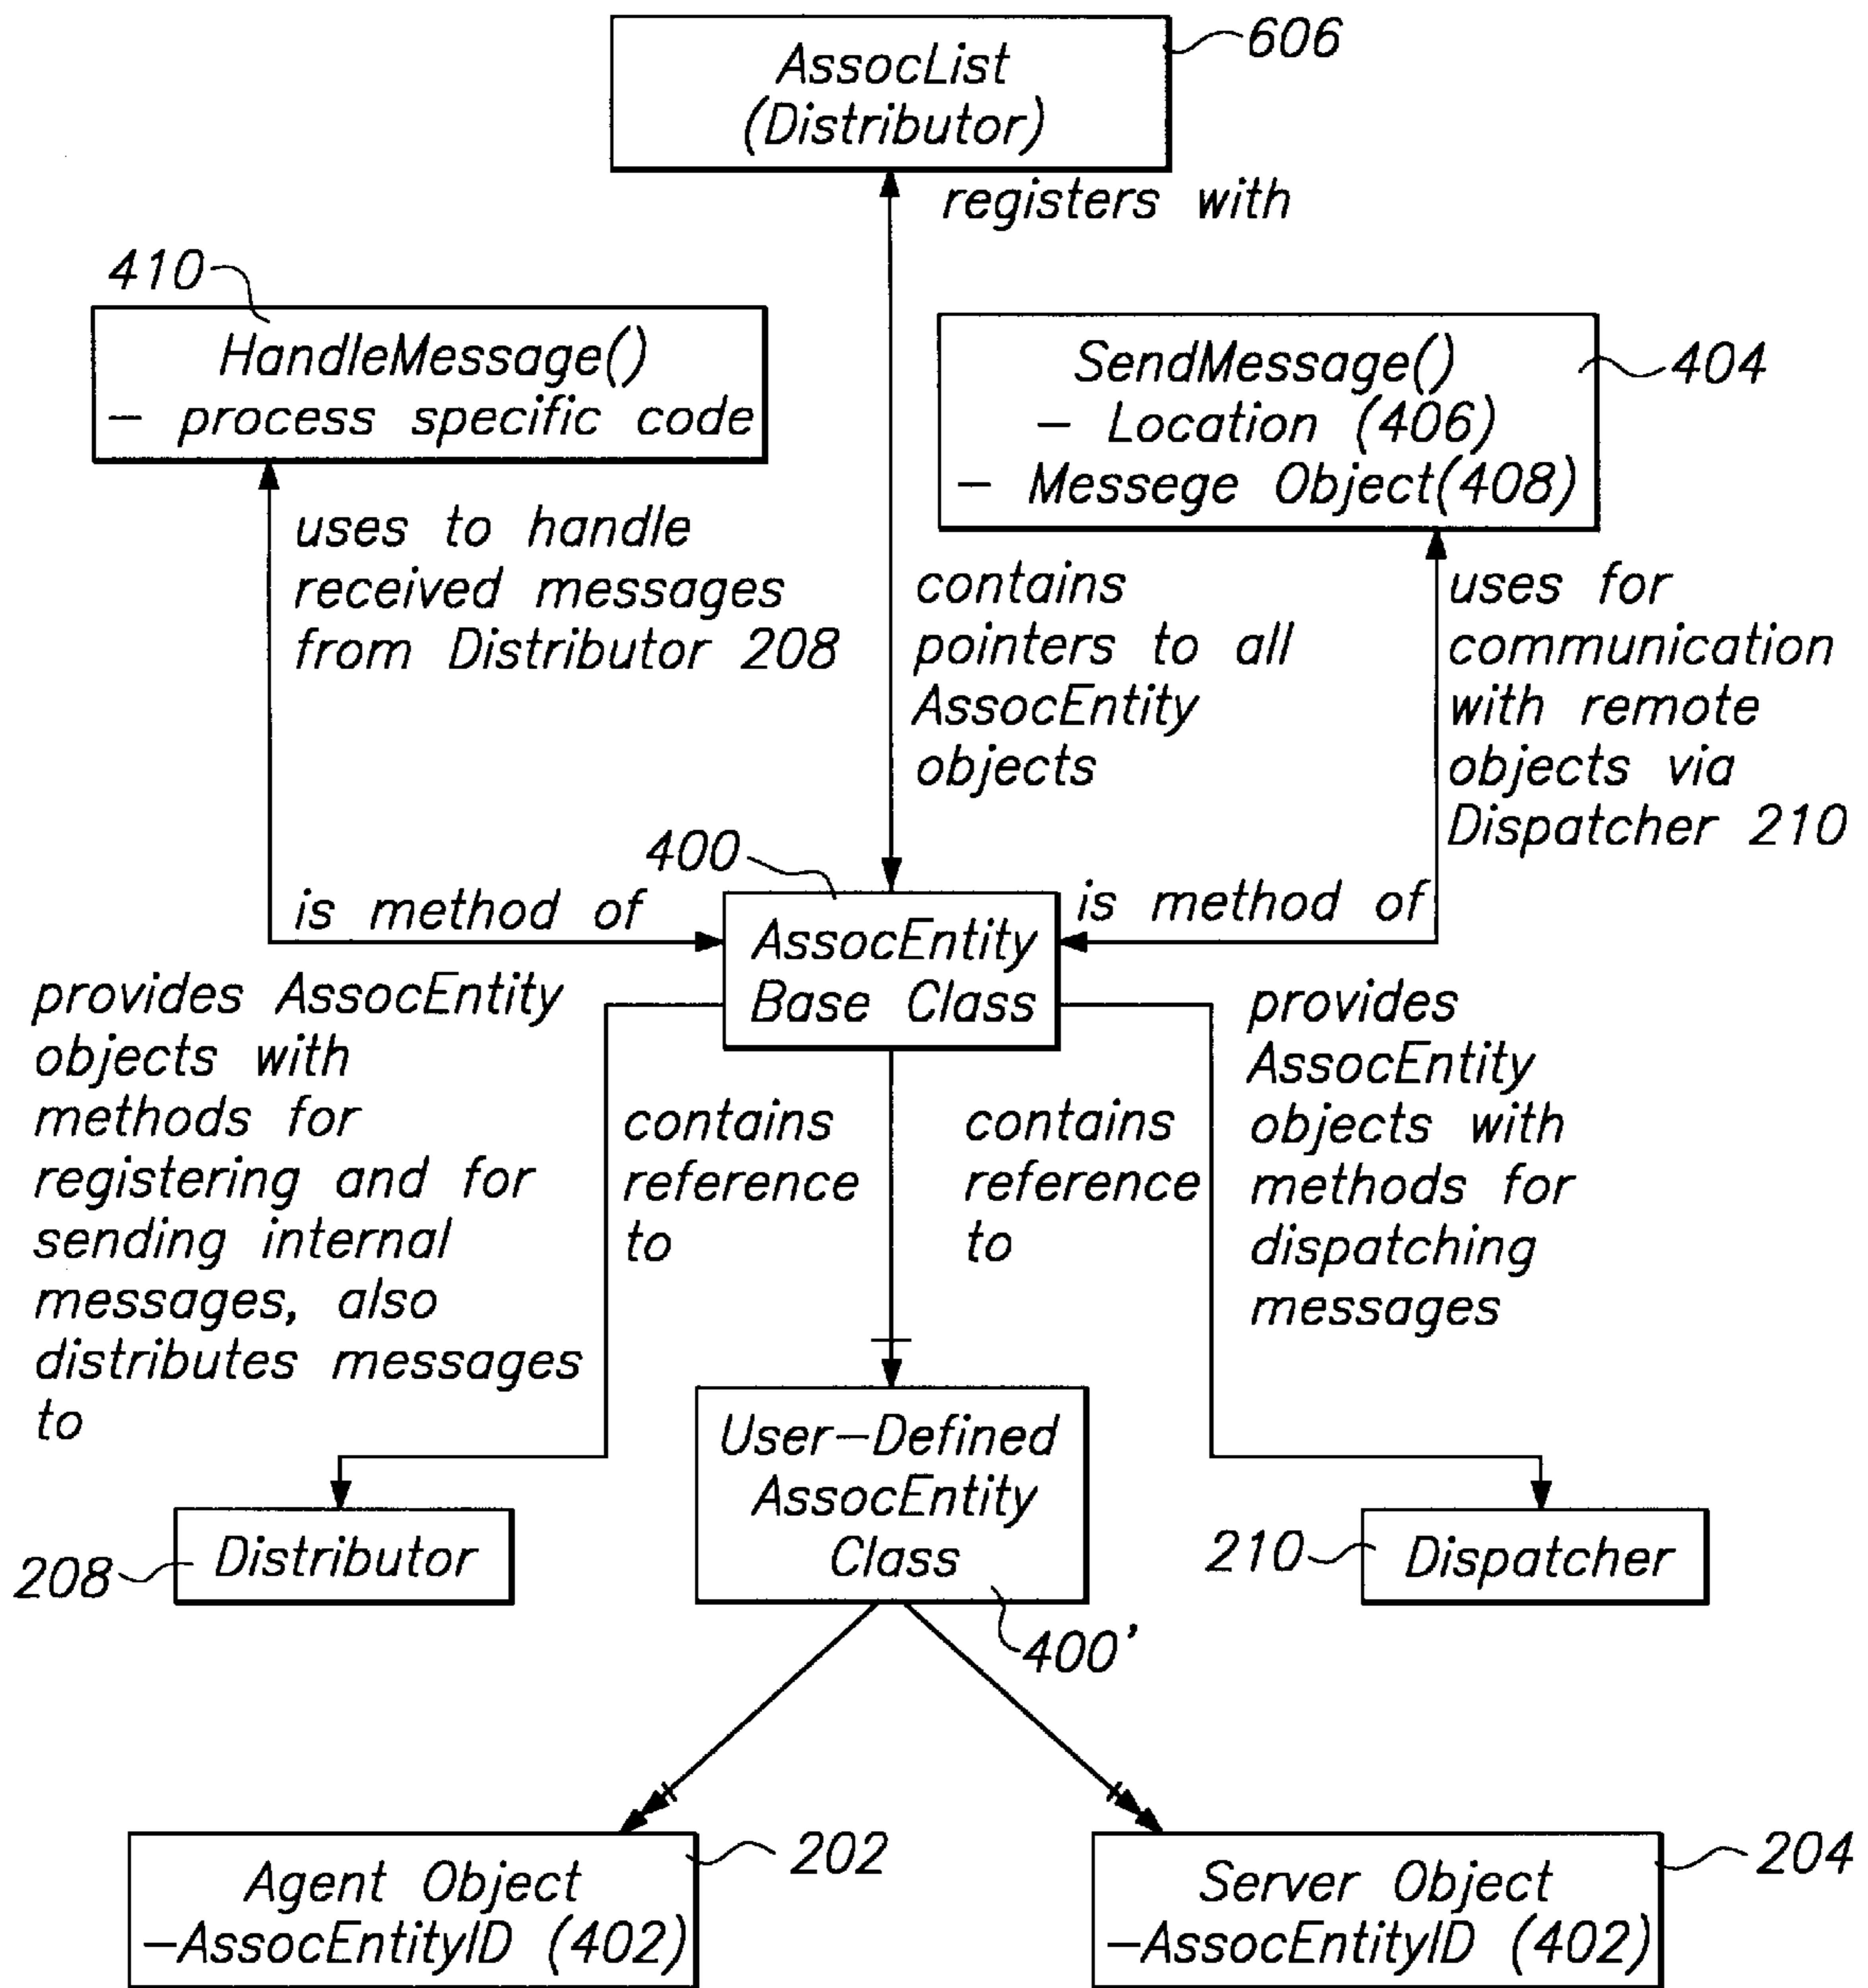 606
AssocList
(Distributor)
registers with
410
HandleMessage()
- process specific code
SendMessage()
- Location (406)
- Messege Object(408)
404
uses to handle
received messages
from Distributor 208
contains
pointers to all
AssocEntity
objects
uses for
communication
with remote
objects via
Dispatcher 210
400
is method of
is method of
AssocEntity
Base Class
provides AssocEntity
objects with
methods for
registering and for
sending internal
messages, also
distributes messages
to
contains
reference
to
contains
reference
to
provides
AssocEntity
objects with
methods for
dispatching
messages
User-Defined
AssocEntity
Class
400'
208
Distributor
210
Dispatcher
Agent Object
-AssocEntityID (402)
202
Server Object
-AssocEntityID (402)
204